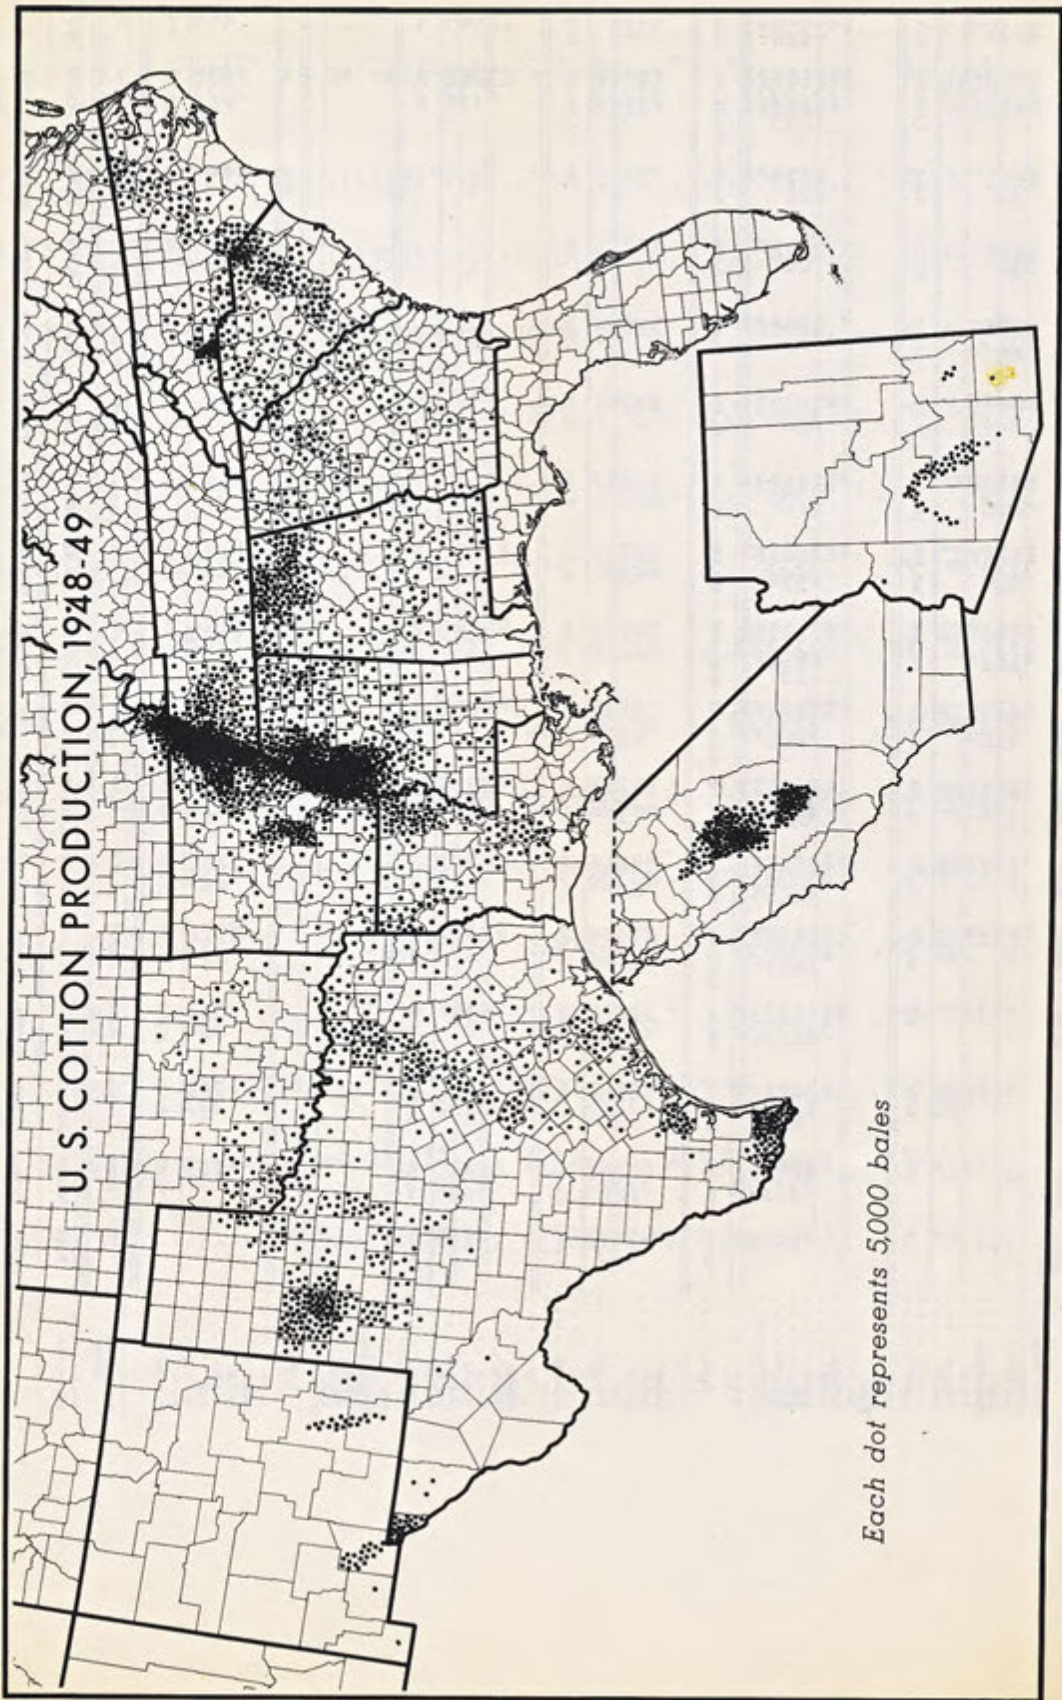 U.S. COTTON PRODUCTION, 1948-49
Each dot represents 5,000 bales